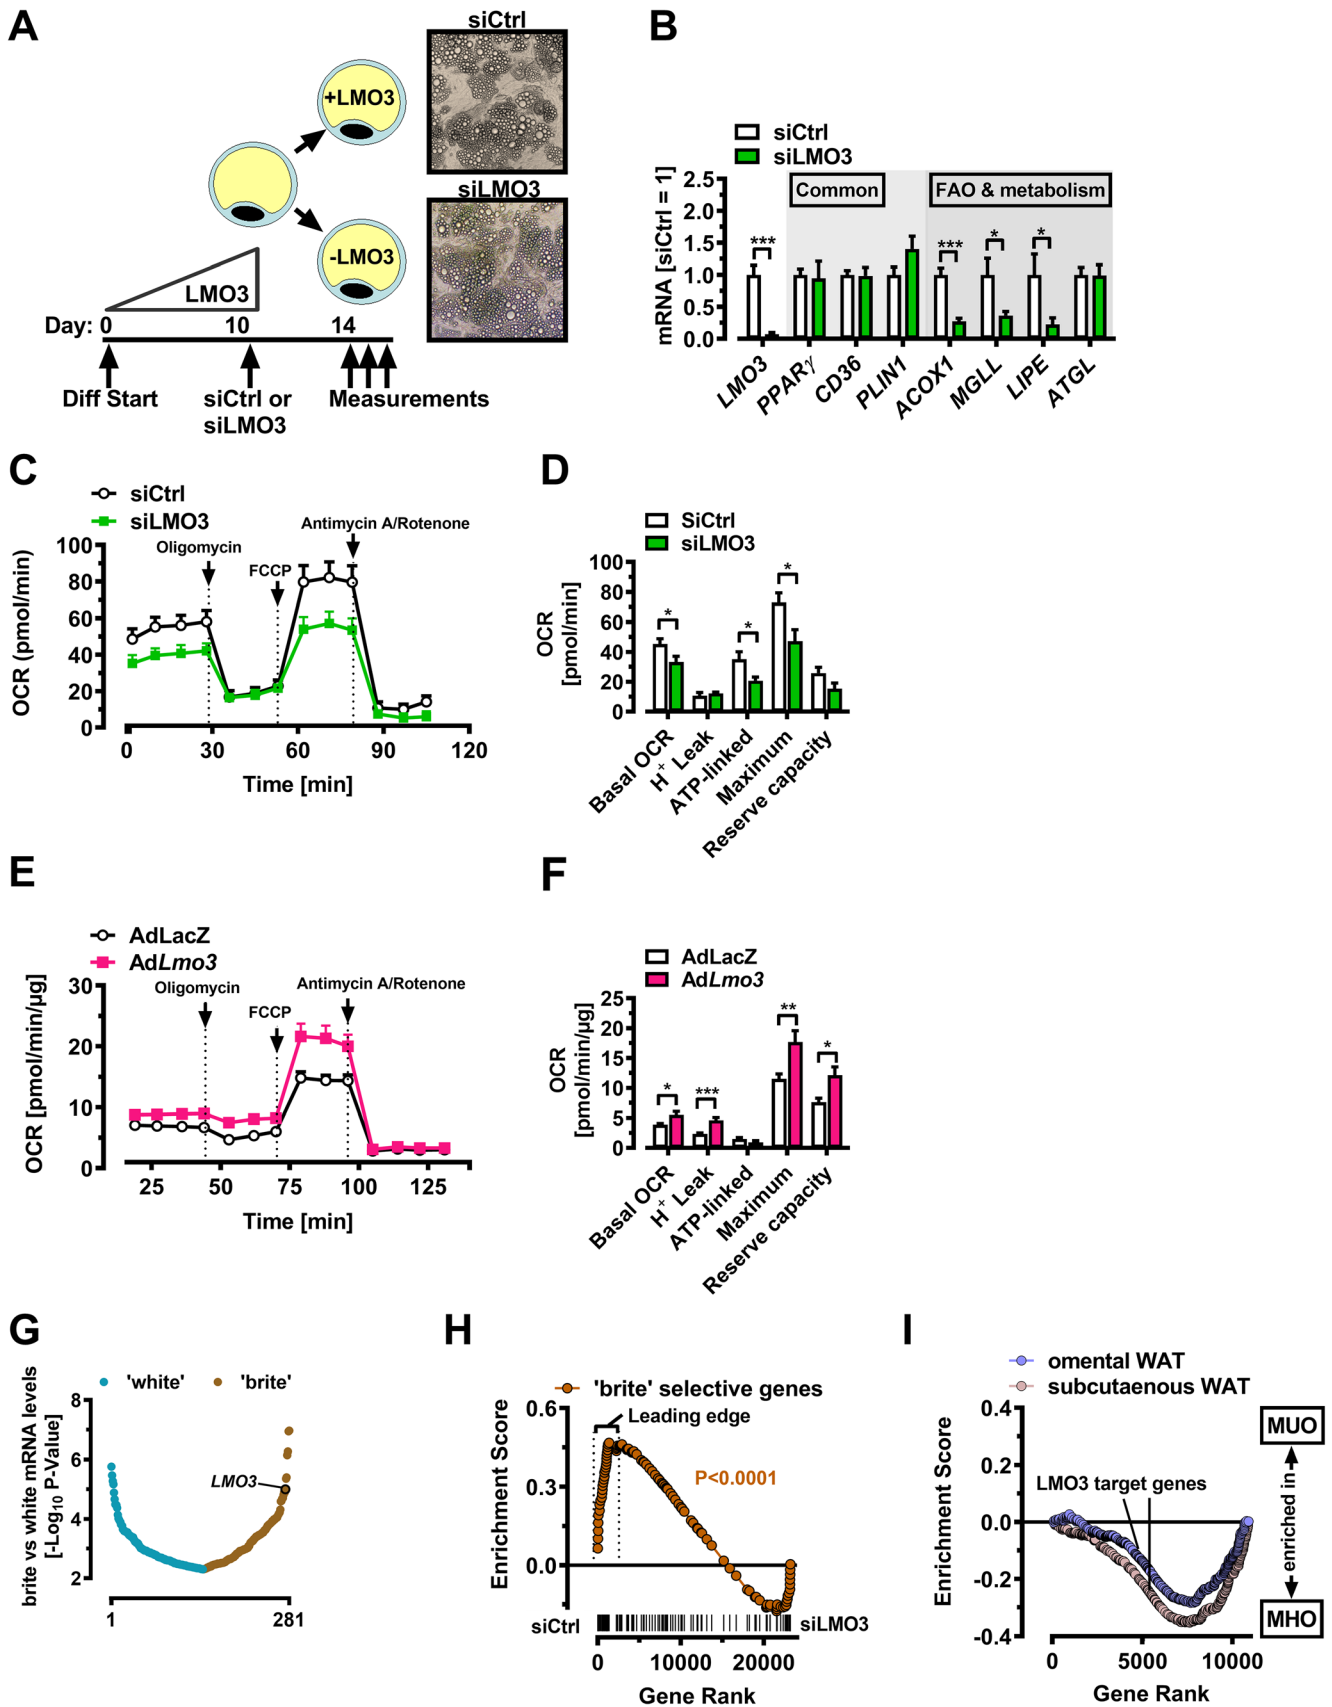 A
siCtrl
+LMO3
siLMO3
-LMO3
LMO3
Day: 0 10 14
Diff Start
siCtrl or
siLMO3
Measurements
B
siCtrl
siLMO3
mRNA [siCtrl = 1]
2.5
2.0
1.5
1.0
0.5
0.0
Common
FAO & metabolism
***
***
*
*
LMO3
PPARγ
CD36
PLIN1
ACOX1
MGLL
LIPE
ATGL
C
siCtrl
siLMO3
Antimycin A/Rotenone
Oligomycin
FCCP
OCR (pmol/min)
100
80
60
40
20
0
0 30 60 90 120
Time [min]
D
SiCtrl
siLMO3
OCR
[pmol/min]
100
80
60
40
20
0
*
*
*
Basal OCR
H+ Leak
ATP-linked
Maximum
Reserve capacity
E
AdLacZ
AdLmo3
Oligomycin
Antimycin A/Rotenone
FCCP
OCR [pmol/min/µg]
30
20
10
0
25 50 75 100 125
Time [min]
F
AdLacZ
AdLmo3
OCR
[pmol/min/µg]
25
20
15
10
5
0
*
***
**
*
Basal OCR
H+ Leak
ATP-linked
Maximum
Reserve capacity
G
'white' 'brite'
brite vs white mRNA levels
[-Log10 P-Value]
8
6
4
2
LMO3
1 281
H
'brite' selective genes
Leading edge
Enrichment Score
0.6
0.3
0.0
P<0.0001
siCtrl
siLMO3
0 10000 20000
Gene Rank
I
omental WAT
subcutaenous WAT
Enrichment Score
0.4
0.2
0.0
-0.2
-0.4
LMO3 target genes
MUO
enriched in
MHO
0 5000 10000
Gene Rank